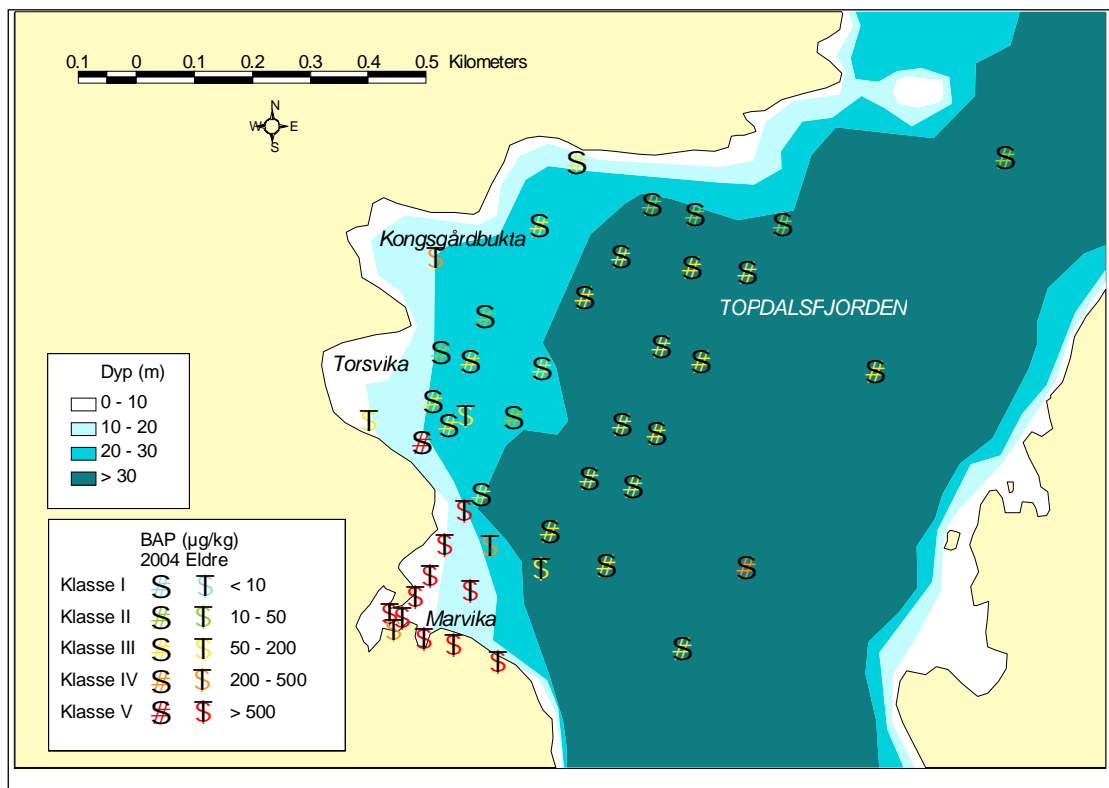 0.1 0 0.1 0.2 0.3 0.4 0.5 Kilometers
N
W E
S
Kongsgårdbukta
TOPDALSFJORDEN
Torsvika
Dyp (m)
0 - 10
10 - 20
20 - 30
> 30
Marvika
BAP (µg/kg)
2004 Eldre
Klasse I S T < 10
Klasse II S T 10 - 50
Klasse III S T 50 - 200
Klasse IV S T 200 - 500
Klasse V S T > 500